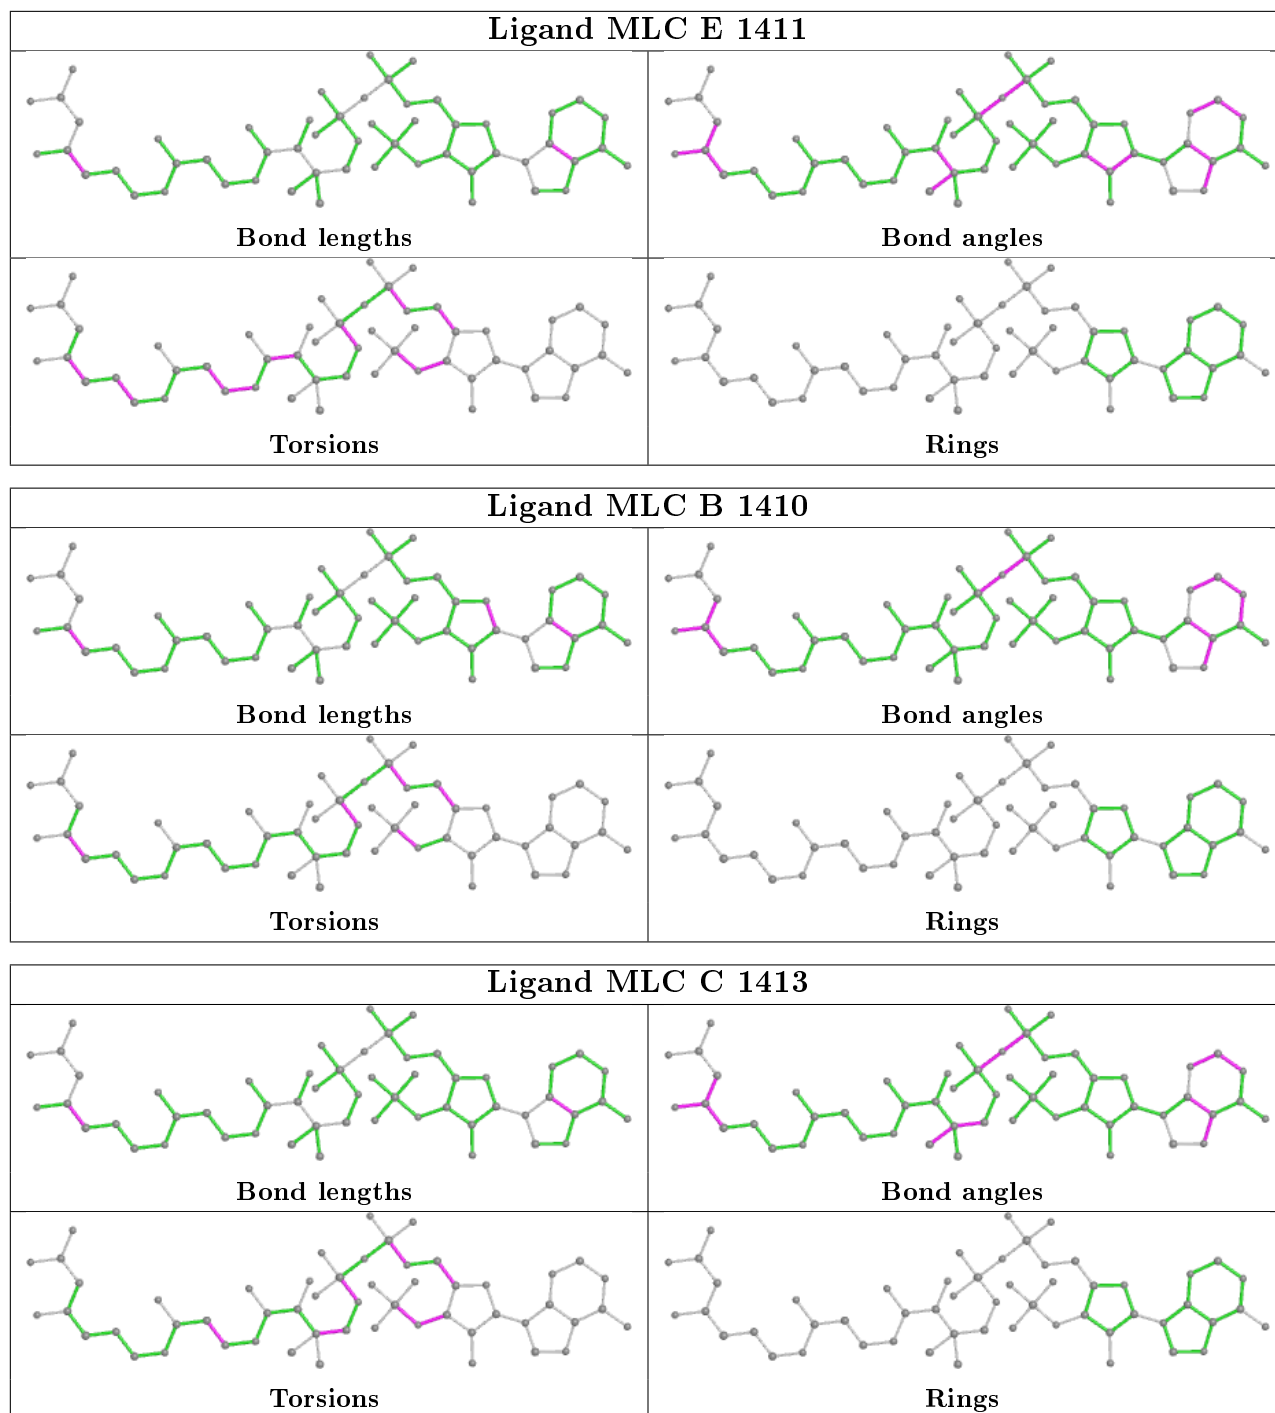 Ligand MLC E 1411
Bond lengths
Bond angles
Torsions
Rings
Ligand MLC B 1410
Bond lengths
Bond angles
Torsions
Rings
Ligand MLC C 1413
Bond lengths
Bond angles
Torsions
Rings